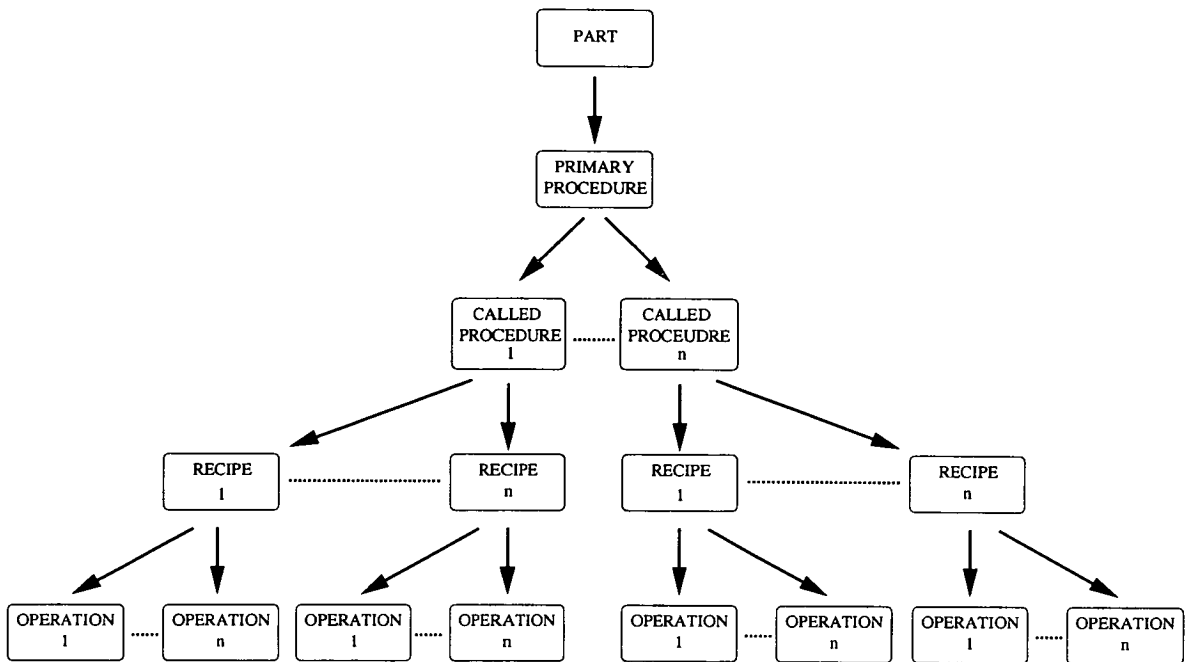 PART
PRIMARY
PROCEDURE
CALLED
PROCEDURE
1
CALLED
PROCEUDRE
n
RECIPE
1
RECIPE
n
RECIPE
1
RECIPE
n
OPERATION
1
OPERATION
n
OPERATION
1
OPERATION
n
OPERATION
1
OPERATION
n
OPERATION
1
OPERATION
n